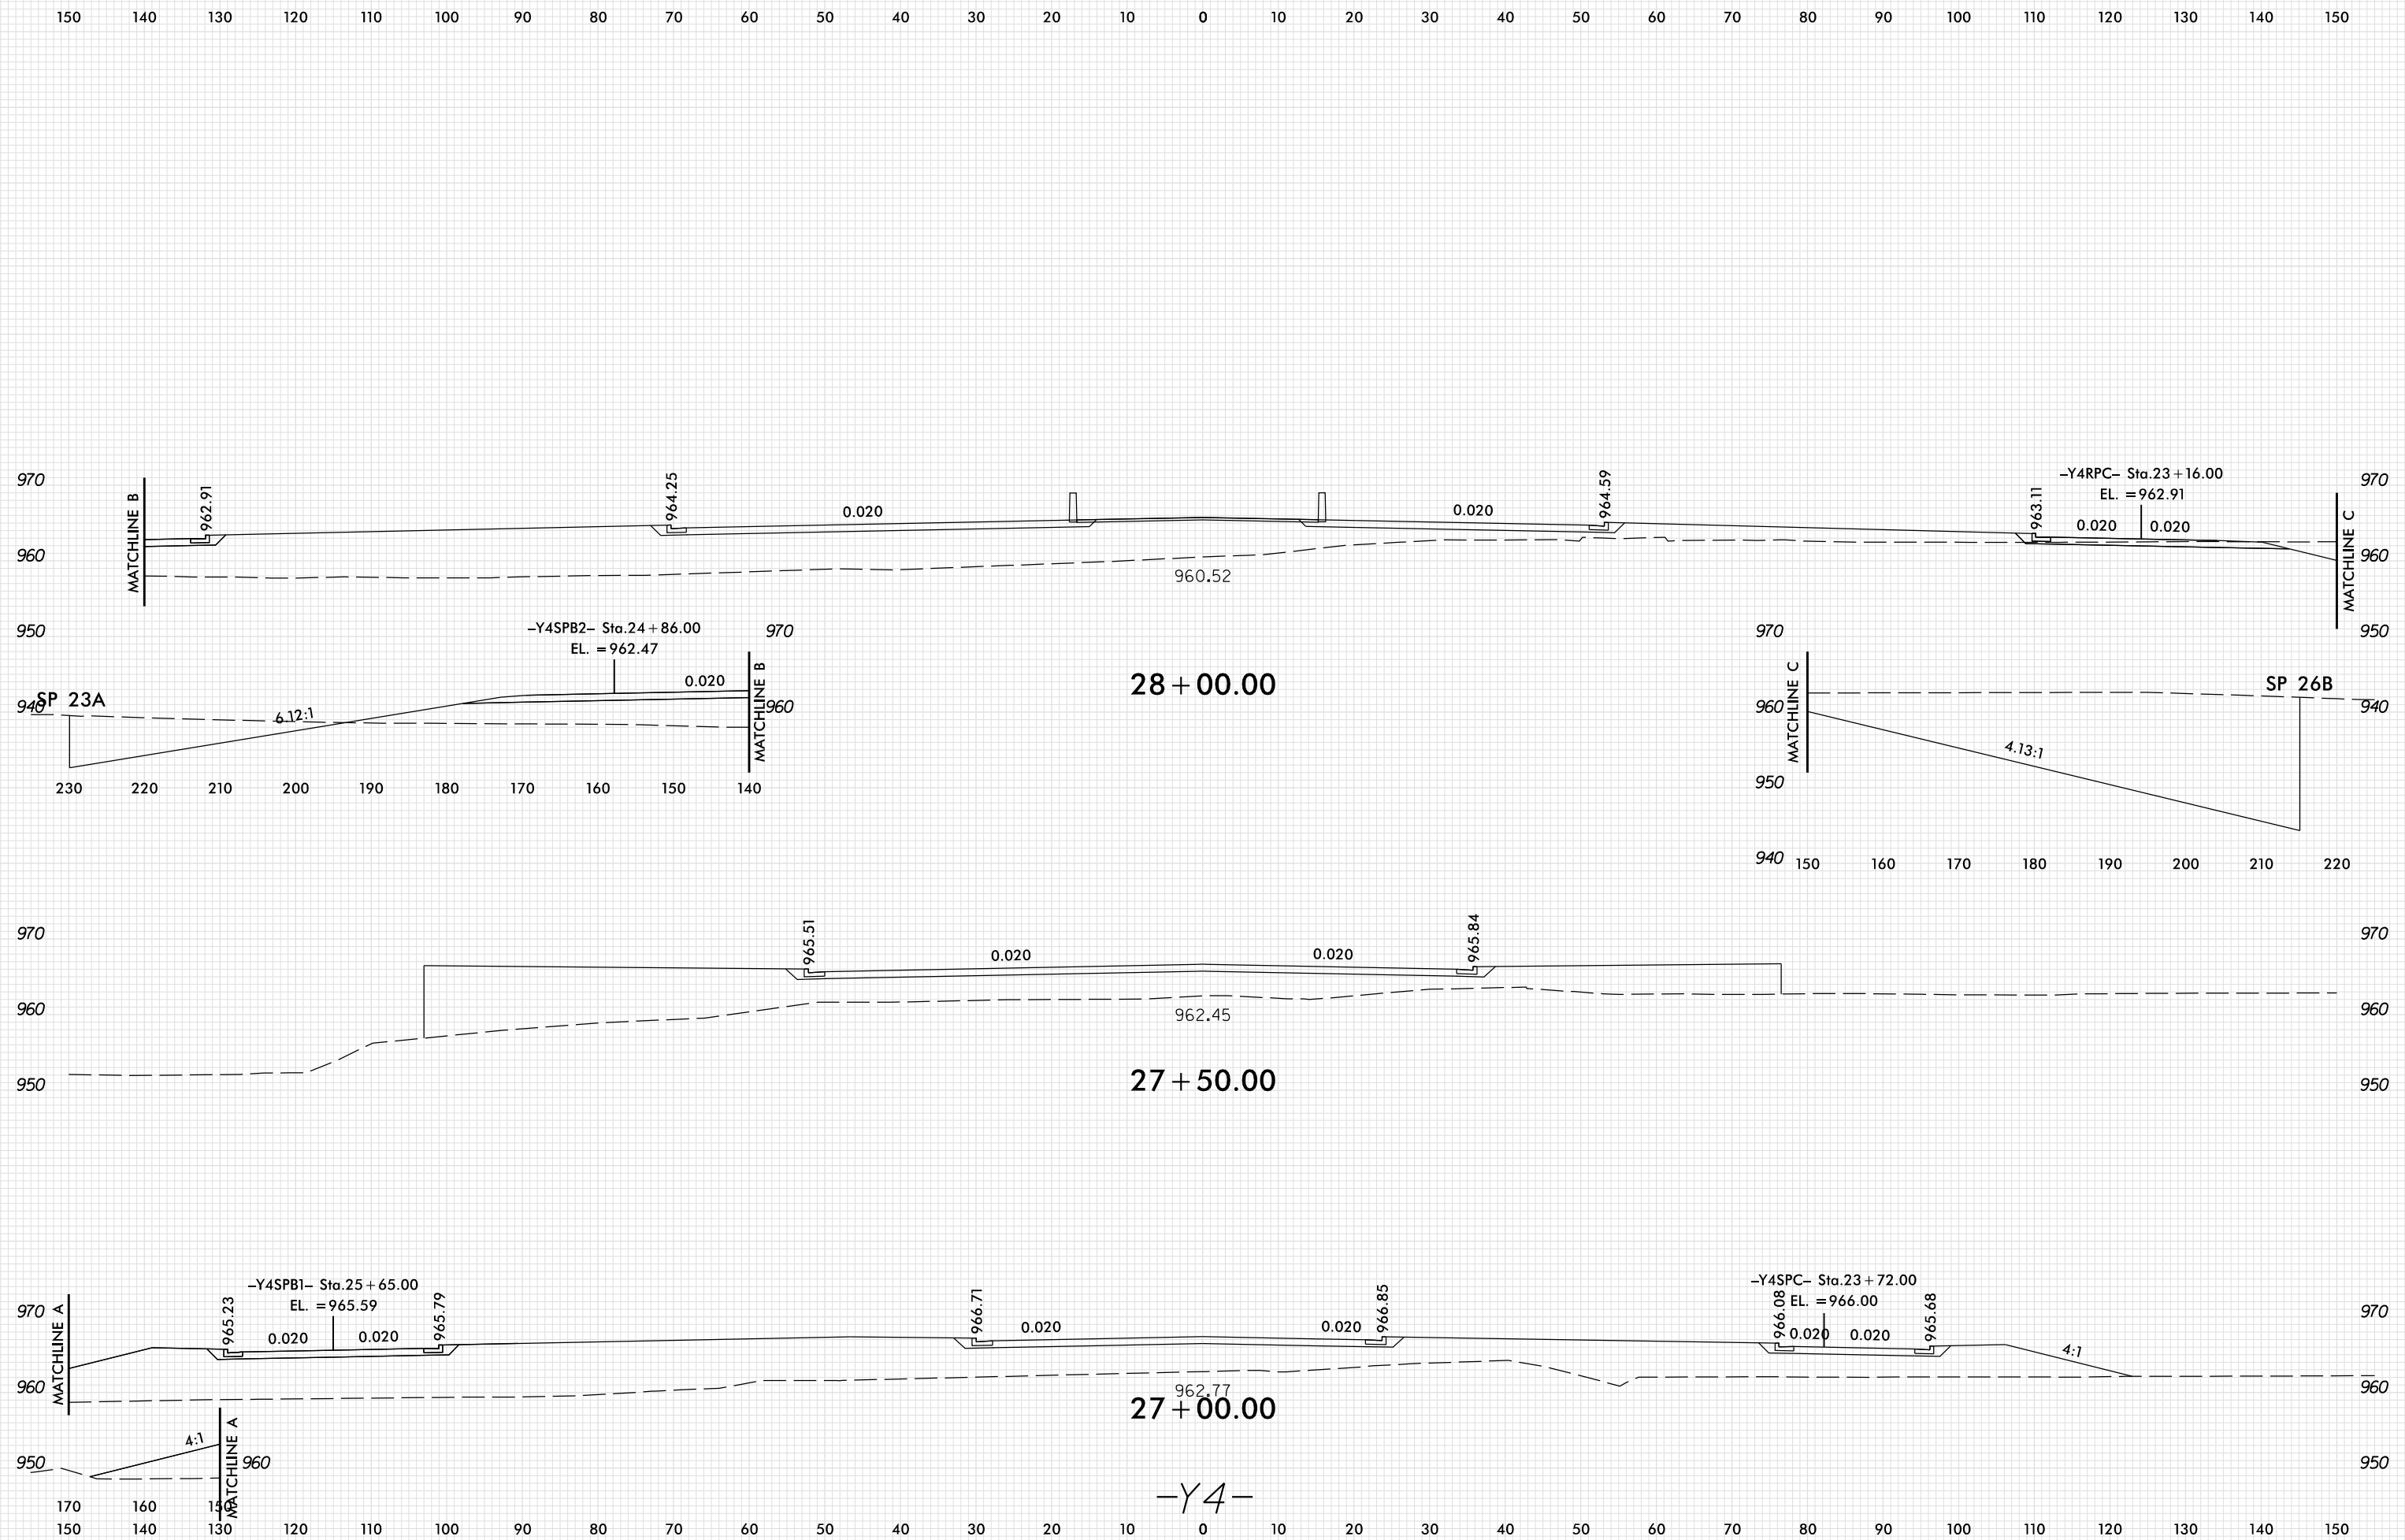 150 140 130 120 110 100 90 80 70 60 50 40 30 20 10 0 10 20 30 40 50 60 70 80 90 100 110 120 130 140 150
–Y4RPC– Sta.23+16.00
EL. =962.91
970 MATCHLINE B 962.91 964.25 0.020 0.020 964.59 963.11 0.020 0.020 MATCHLINE C 970
960 960
960.52
950 –Y4SPB2– Sta.24+86.00 970 970 950
EL. =962.47
SP 23A 0.020 MATCHLINE B 28+00.00 MATCHLINE C SP 26B
940 6.12:1 960 960 940
4.13:1
230 220 210 200 190 180 170 160 150 140 950
940 150 160 170 180 190 200 210 220
970 965.51 0.020 0.020 965.84 970
960 962.45 960
950 27+50.00 950
–Y4SPB1– Sta.25+65.00 –Y4SPC– Sta.23+72.00
EL. =965.59 EL. =966.00
970 MATCHLINE A 965.23 0.020 0.020 965.79 966.71 0.020 0.020 966.85 966.08 0.020 0.020 965.68 970
4:1
960 962.77 960
27+00.00
4:1 MATCHLINE A
950 960 950
170 160 150
–Y4–
150 140 130 120 110 100 90 80 70 60 50 40 30 20 10 0 10 20 30 40 50 60 70 80 90 100 110 120 130 140 150